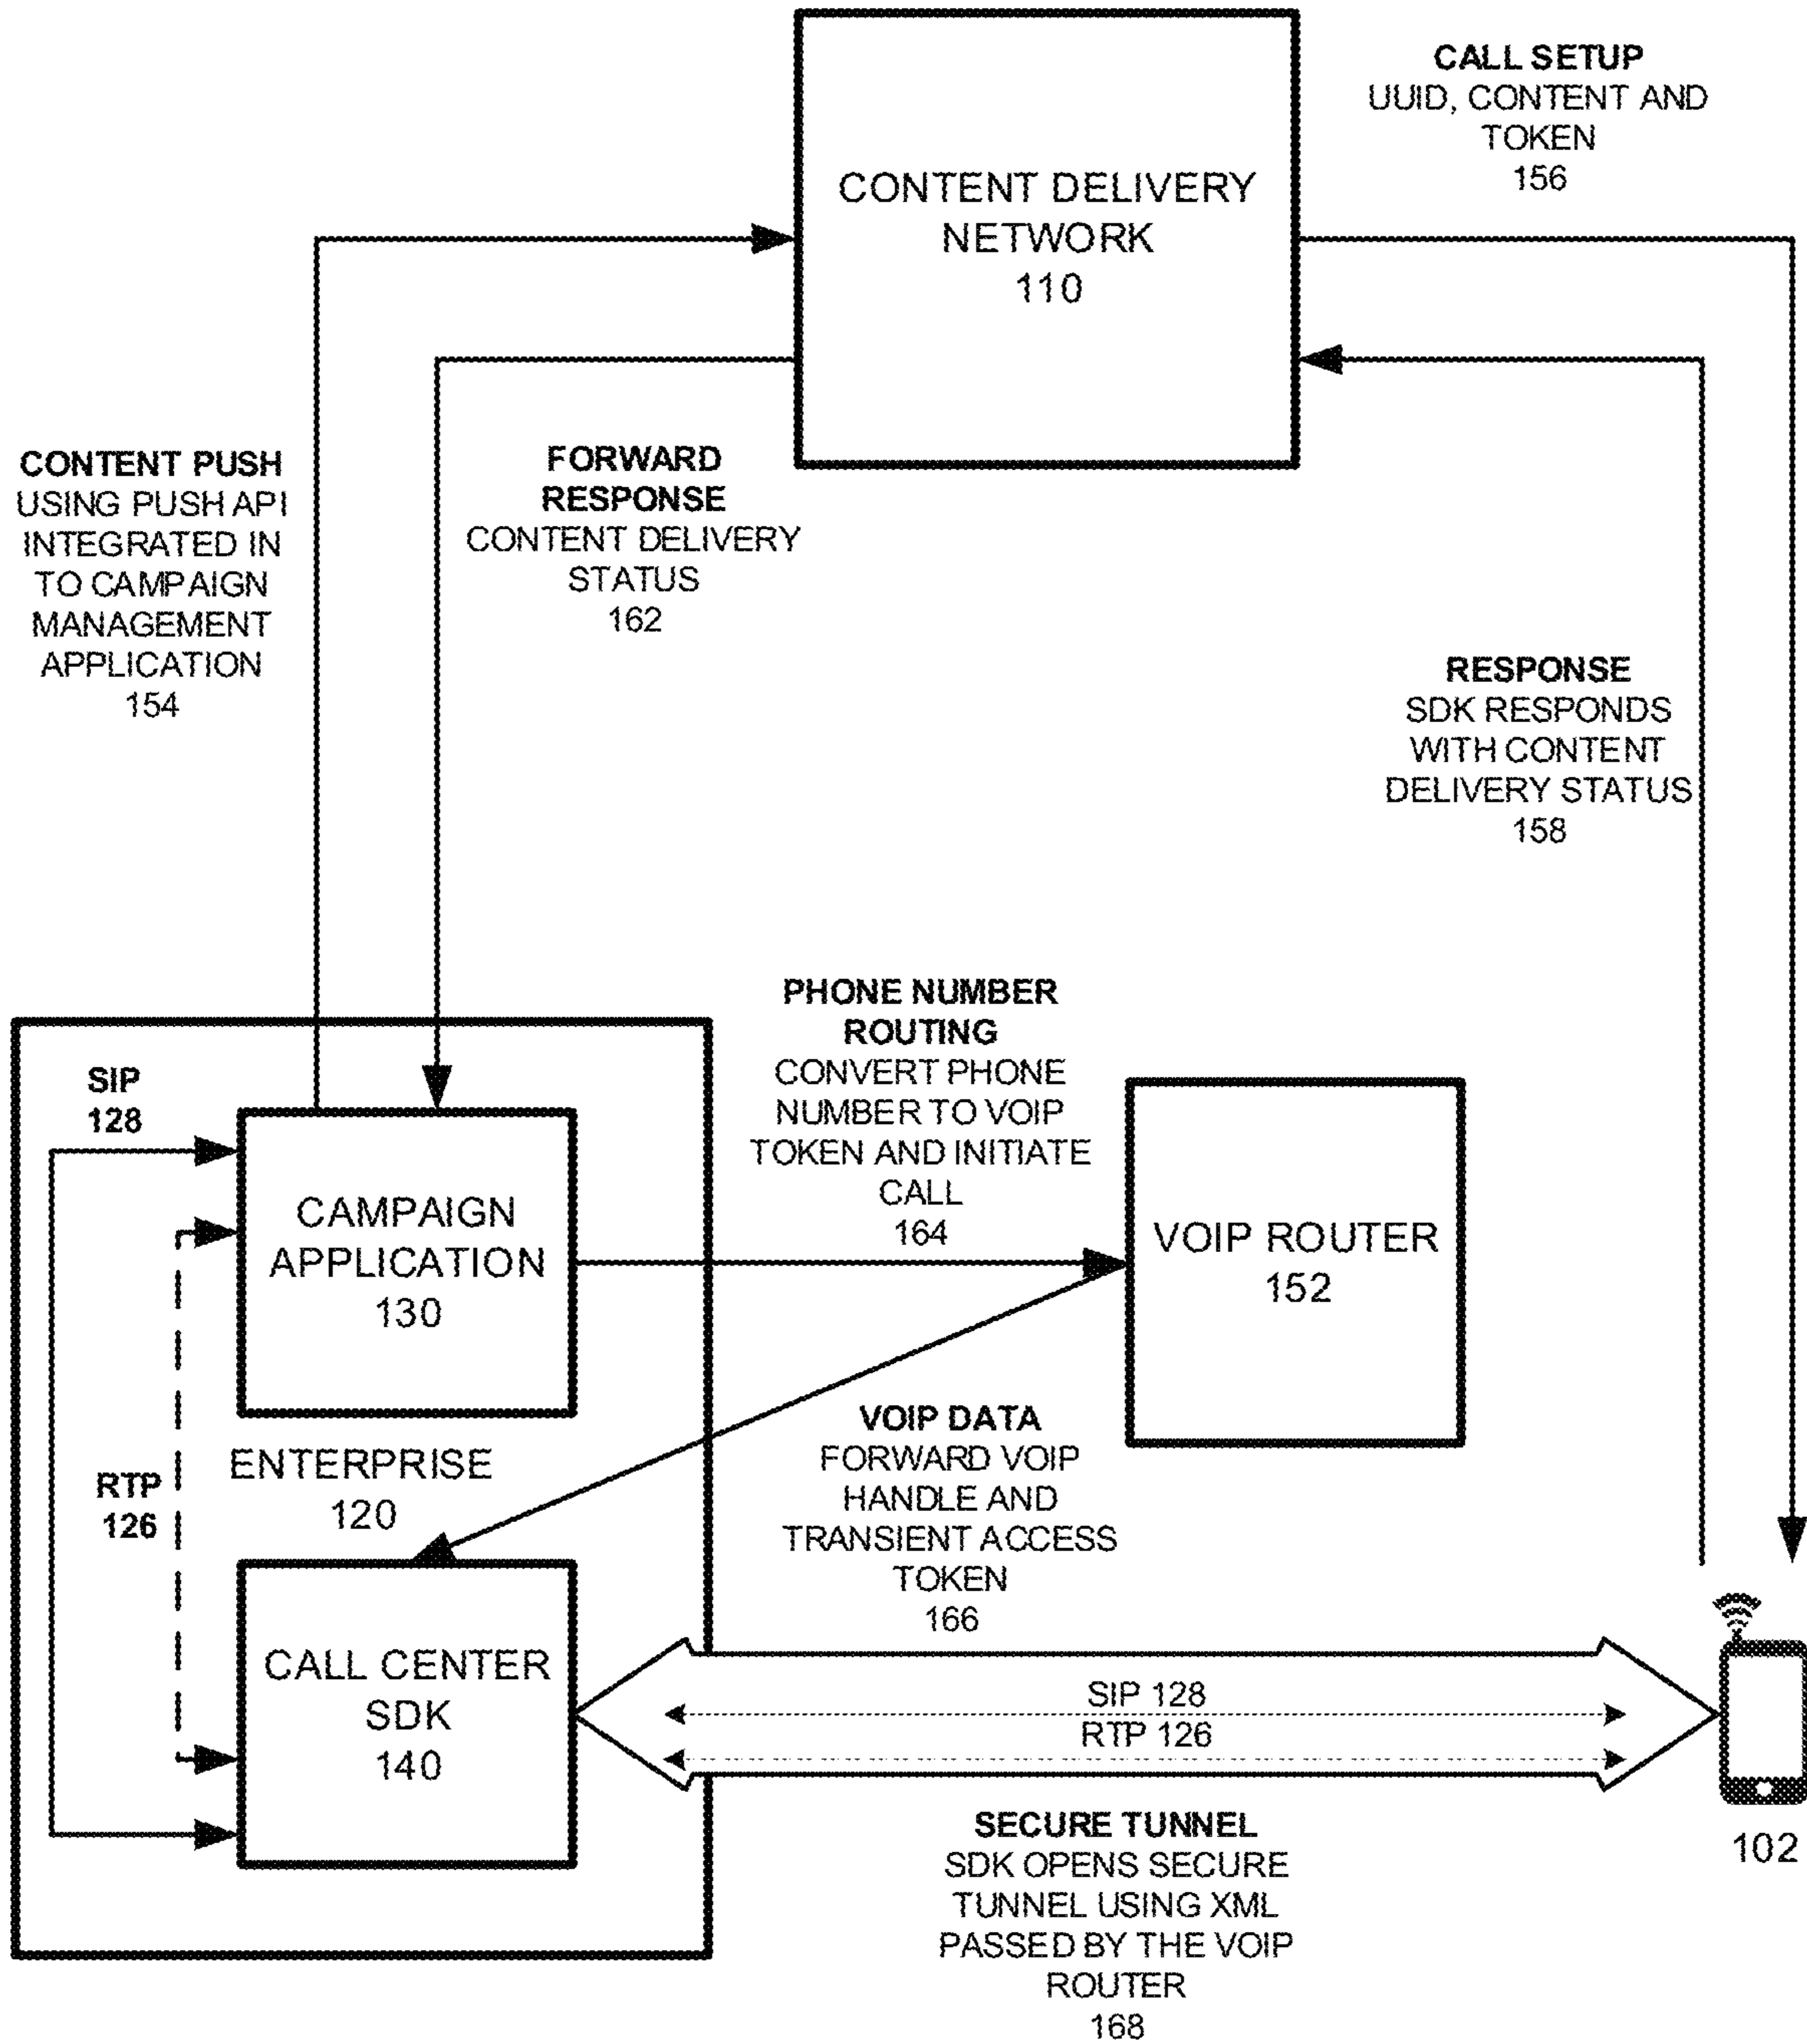 CALL SETUP
UUID, CONTENT AND
TOKEN
156
CONTENT DELIVERY
NETWORK
110
CONTENT PUSH
USING PUSH API
INTEGRATED IN
TO CAMPAIGN
MANAGEMENT
APPLICATION
154
FORWARD
RESPONSE
CONTENT DELIVERY
STATUS
162
RESPONSE
SDK RESPONDS
WITH CONTENT
DELIVERY STATUS
158
PHONE NUMBER
ROUTING
CONVERT PHONE
NUMBER TO VOIP
TOKEN AND INITIATE
CALL
164
SIP
128
CAMPAIGN
APPLICATION
130
VOIP ROUTER
152
RTP
126
ENTERPRISE
120
VOIP DATA
FORWARD VOIP
HANDLE AND
TRANSIENT ACCESS
TOKEN
166
CALL CENTER
SDK
140
SIP 128
RTP 126
102
SECURE TUNNEL
SDK OPENS SECURE
TUNNEL USING XML
PASSED BY THE VOIP
ROUTER
168